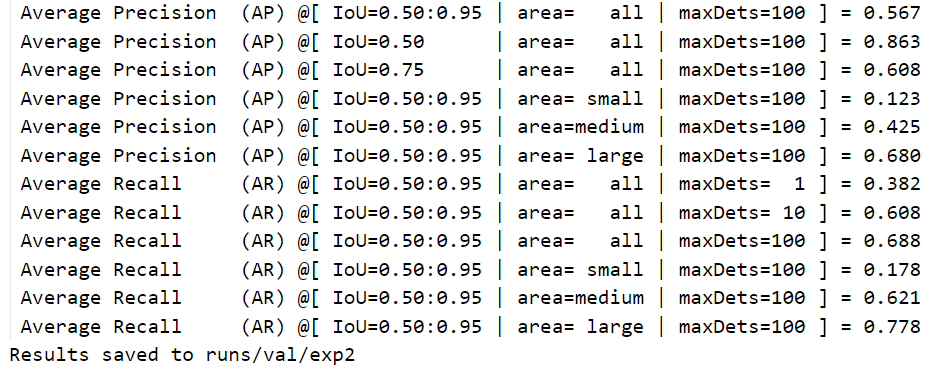 Average Precision  (AP) @[ IoU=0.50:0.95 | area=   all | maxDets=100 ] = 0.567
Average Precision  (AP) @[ IoU=0.50      | area=   all | maxDets=100 ] = 0.863
Average Precision  (AP) @[ IoU=0.75      | area=   all | maxDets=100 ] = 0.608
Average Precision  (AP) @[ IoU=0.50:0.95 | area= small | maxDets=100 ] = 0.123
Average Precision  (AP) @[ IoU=0.50:0.95 | area=medium | maxDets=100 ] = 0.425
Average Precision  (AP) @[ IoU=0.50:0.95 | area= large | maxDets=100 ] = 0.680
Average Recall     (AR) @[ IoU=0.50:0.95 | area=   all | maxDets=  1 ] = 0.382
Average Recall     (AR) @[ IoU=0.50:0.95 | area=   all | maxDets= 10 ] = 0.608
Average Recall     (AR) @[ IoU=0.50:0.95 | area=   all | maxDets=100 ] = 0.688
Average Recall     (AR) @[ IoU=0.50:0.95 | area= small | maxDets=100 ] = 0.178
Average Recall     (AR) @[ IoU=0.50:0.95 | area=medium | maxDets=100 ] = 0.621
Average Recall     (AR) @[ IoU=0.50:0.95 | area= large | maxDets=100 ] = 0.778
Results saved to runs/val/exp2